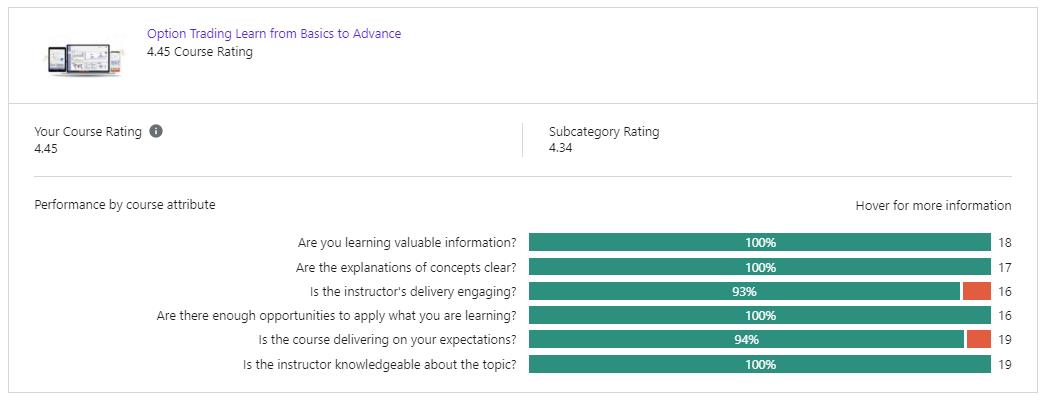 Option Trading Learn from Basics to Advance
4.45 Course Rating
Your Course Rating
4.45
Subcategory Rating
4.34
Performance by course attribute
Hover for more information
Are you learning valuable information? 100% 18
Are the explanations of concepts clear? 100% 17
Is the instructor's delivery engaging? 93% 16
Are there enough opportunities to apply what you are learning? 100% 16
Is the course delivering on your expectations? 94% 19
Is the instructor knowledgeable about the topic? 100% 19